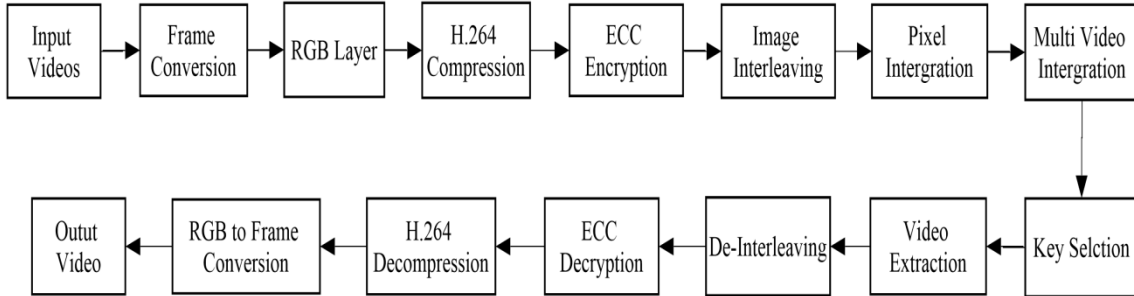 Input
Videos
Frame
Conversion
RGB Layer
H.264
Compression
ECC
Encryption
Image
Interleaving
Pixel
Intergration
Multi Video
Intergration
Outut
Video
RGB to Frame
Conversion
H.264
Decompression
ECC
Decryption
De-Interleaving
Video
Extraction
Key Selction